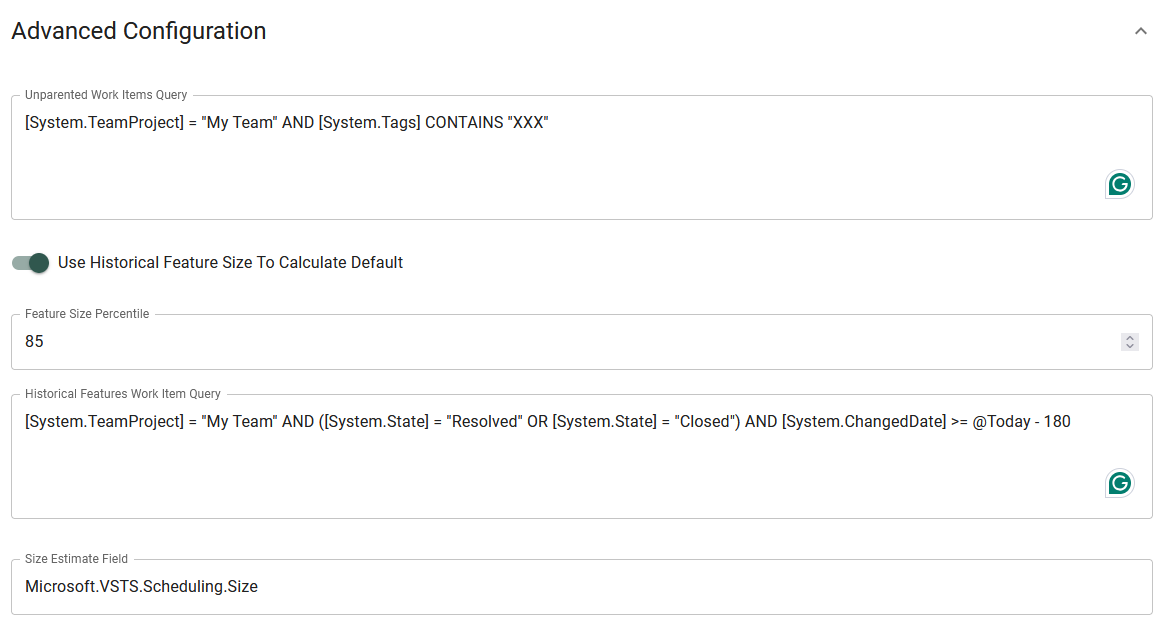 Advanced Configuration
Unparented Work Items Query
[System.TeamProject] = "My Team" AND [System.Tags] CONTAINS "XXX"
Use Historical Feature Size To Calculate Default
Feature Size Percentile
85
Historical Features Work Item Query
[System.TeamProject] = "My Team" AND ([System.State] = "Resolved" OR [System.State] = "Closed") AND [System.ChangedDate] >= @Today - 180
Size Estimate Field
Microsoft.VSTS.Scheduling.Size